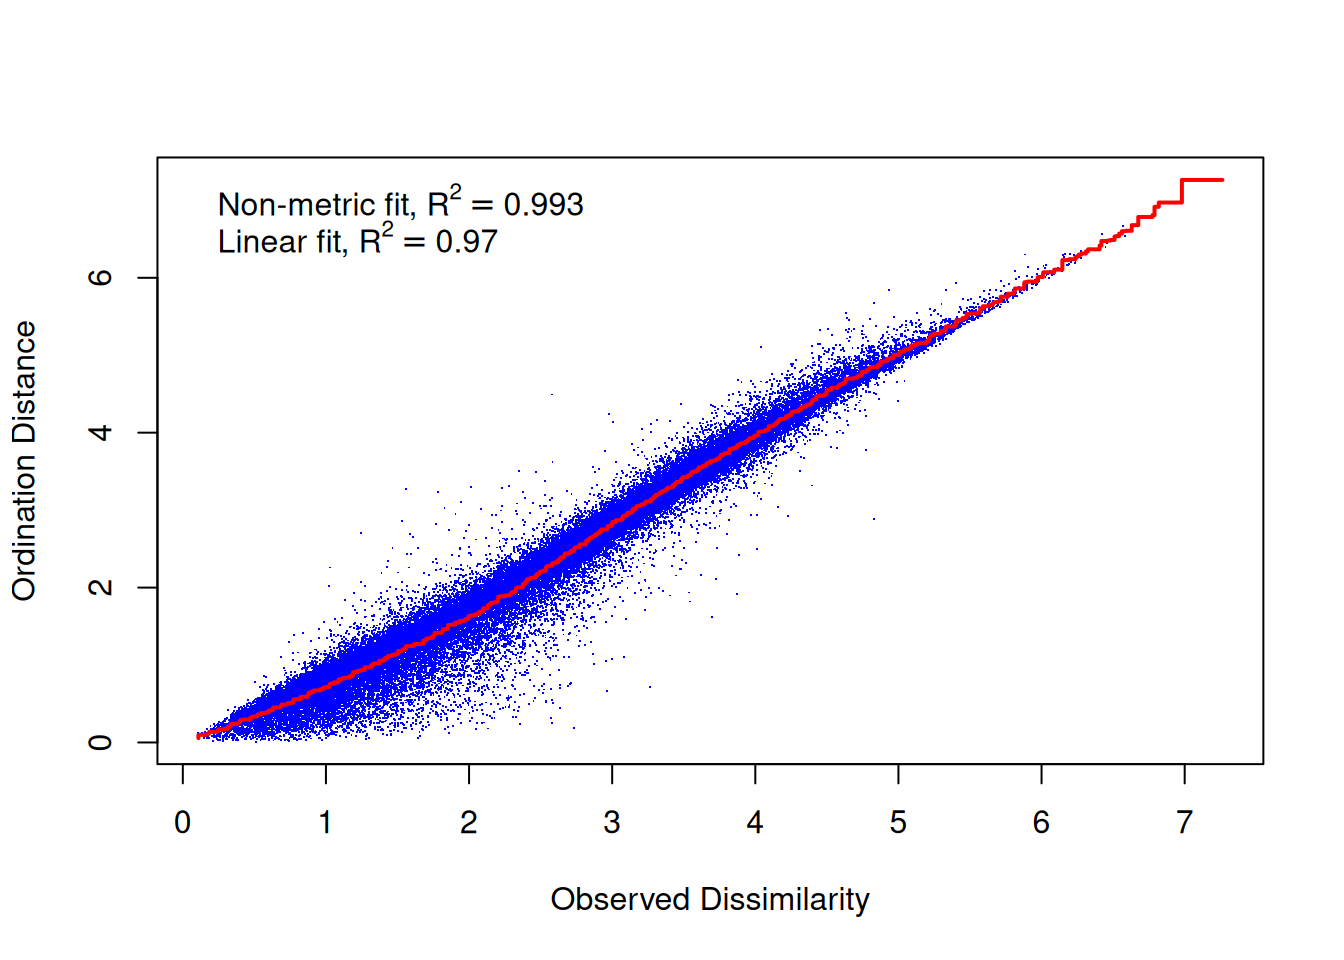 Non-metric fit, R² = 0.993
Linear fit, R² = 0.97
Ordination Distance
6
4
2
0
0 1 2 3 4 5 6 7
Observed Dissimilarity